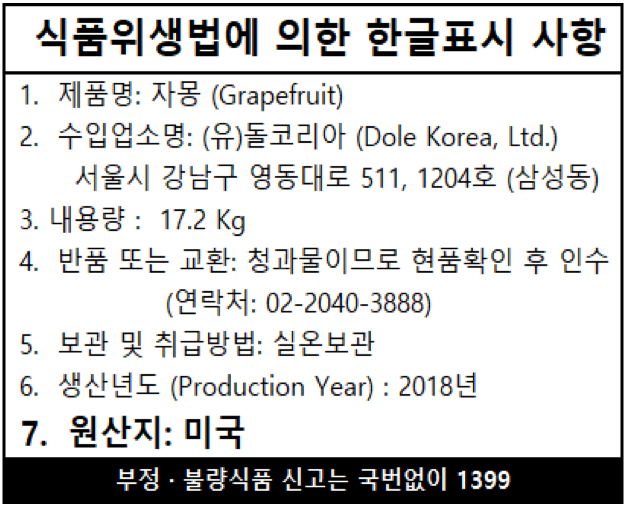 식품위생법에 의한 한글표시 사항
1. 제품명: 자몽 (Grapefruit)
2. 수입업소명: (유)돌코리아 (Dole Korea, Ltd.)
서울시 강남구 영동대로 511, 1204호 (삼성동)
3. 내용량 : 17.2 Kg
4. 반품 또는 교환: 청과물이므로 현품확인 후 인수
(연락처: 02-2040-3888)
5. 보관 및 취급방법: 실온보관
6. 생산년도 (Production Year) : 2018년
7. 원산지: 미국
부정 · 불량식품 신고는 국번없이 1399